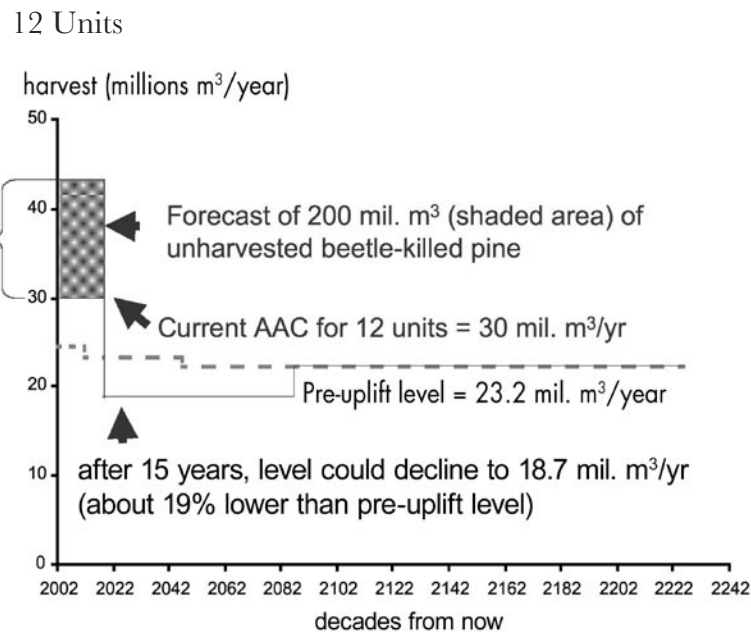 12 Units
harvest (millions m³/year)
50
40
Forecast of 200 mil. m³ (shaded area) of
unharvested beetle-killed pine
30
Current AAC for 12 units = 30 mil. m³/yr
20
Pre-uplift level = 23.2 mil. m³/year
10
after 15 years, level could decline to 18.7 mil. m³/yr
(about 19% lower than pre-uplift level)
0
2002 2022 2042 2062 2082 2102 2122 2142 2162 2182 2202 2222 2242
decades from now